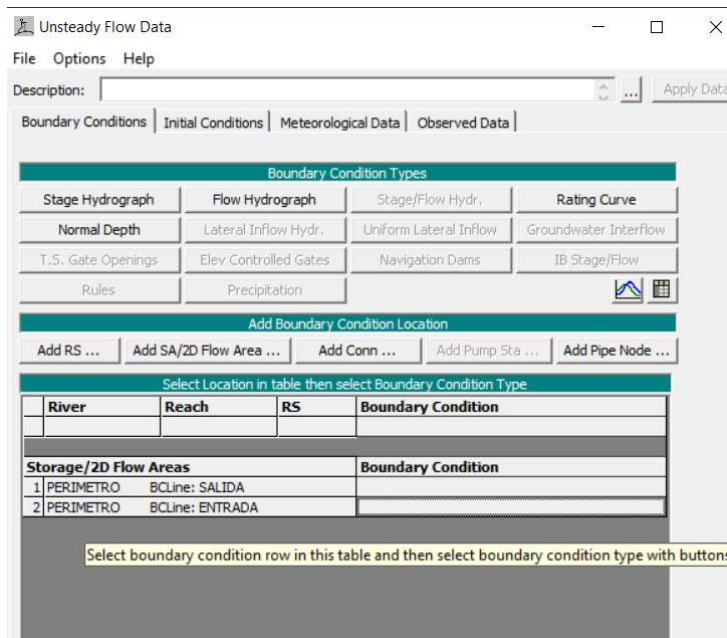 Unsteady Flow Data
File Options Help
Description: ... Apply Data
Boundary Conditions Initial Conditions Meteorological Data Observed Data
Boundary Condition Types
Stage Hydrograph Flow Hydrograph Stage/Flow Hydr. Rating Curve
Normal Depth Lateral Inflow Hydr. Uniform Lateral Inflow Groundwater Interflow
T.S. Gate Openings Elev Controlled Gates Navigation Dams IB Stage/Flow
Rules Precipitation
Add Boundary Condition Location
Add RS ... Add SA/2D Flow Area ... Add Conn ... Add Pump Sta ... Add Pipe Node ...
Select Location in table then select Boundary Condition Type
River Reach RS Boundary Condition
Storage/2D Flow Areas Boundary Condition
1 PERIMETRO BCLine: SALIDA
2 PERIMETRO BCLine: ENTRADA
Select boundary condition row in this table and then select boundary condition type with buttons